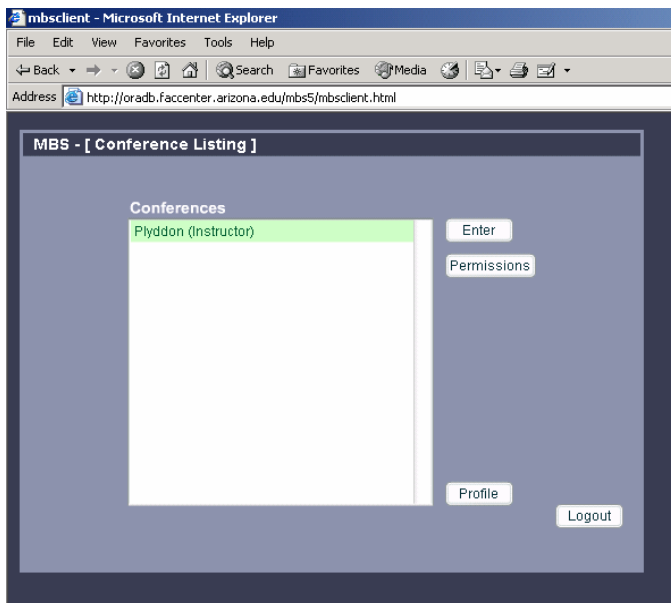 mbsclient - Microsoft Internet Explorer
File Edit View Favorites Tools Help
Back Search Favorites Media
Address http://oradb.faccenter.arizona.edu/mbs5/mbsclient.html
MBS - [ Conference Listing ]
Conferences
Plyddon (Instructor)
Enter
Permissions
Profile
Logout